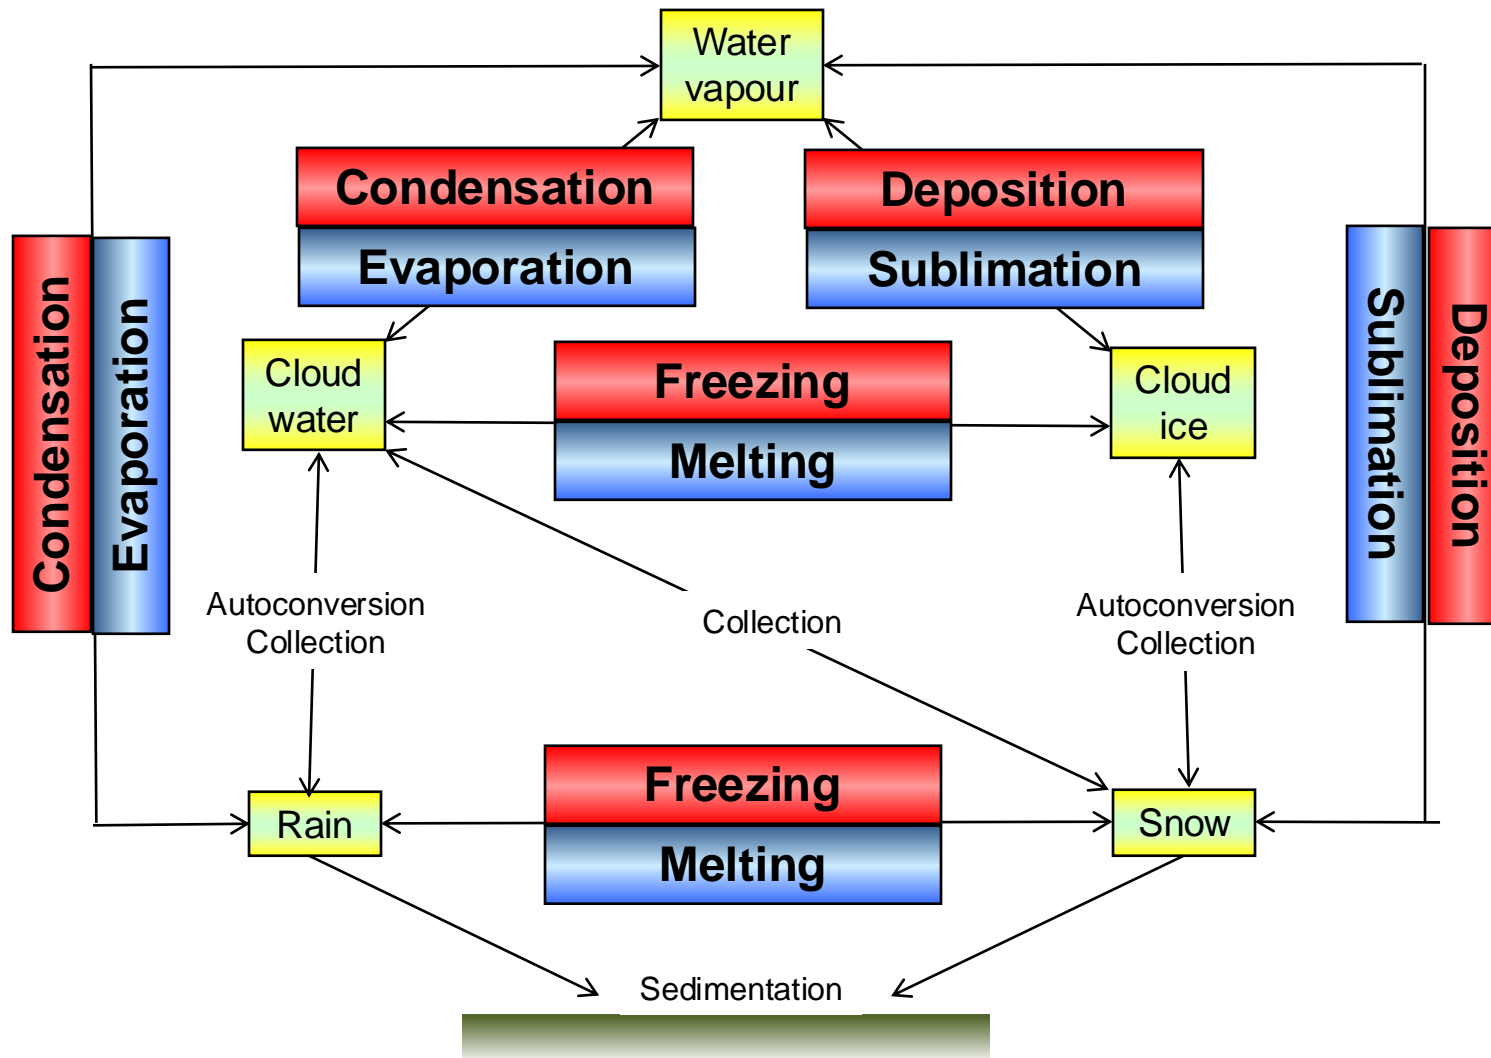 Water
vapour
Condensation
Evaporation
Deposition
Sublimation
Condensation
Evaporation
Sublimation
Deposition
Cloud
water
Freezing
Melting
Cloud
ice
Autoconversion
Collection
Collection
Autoconversion
Collection
Rain
Freezing
Melting
Snow
Sedimentation